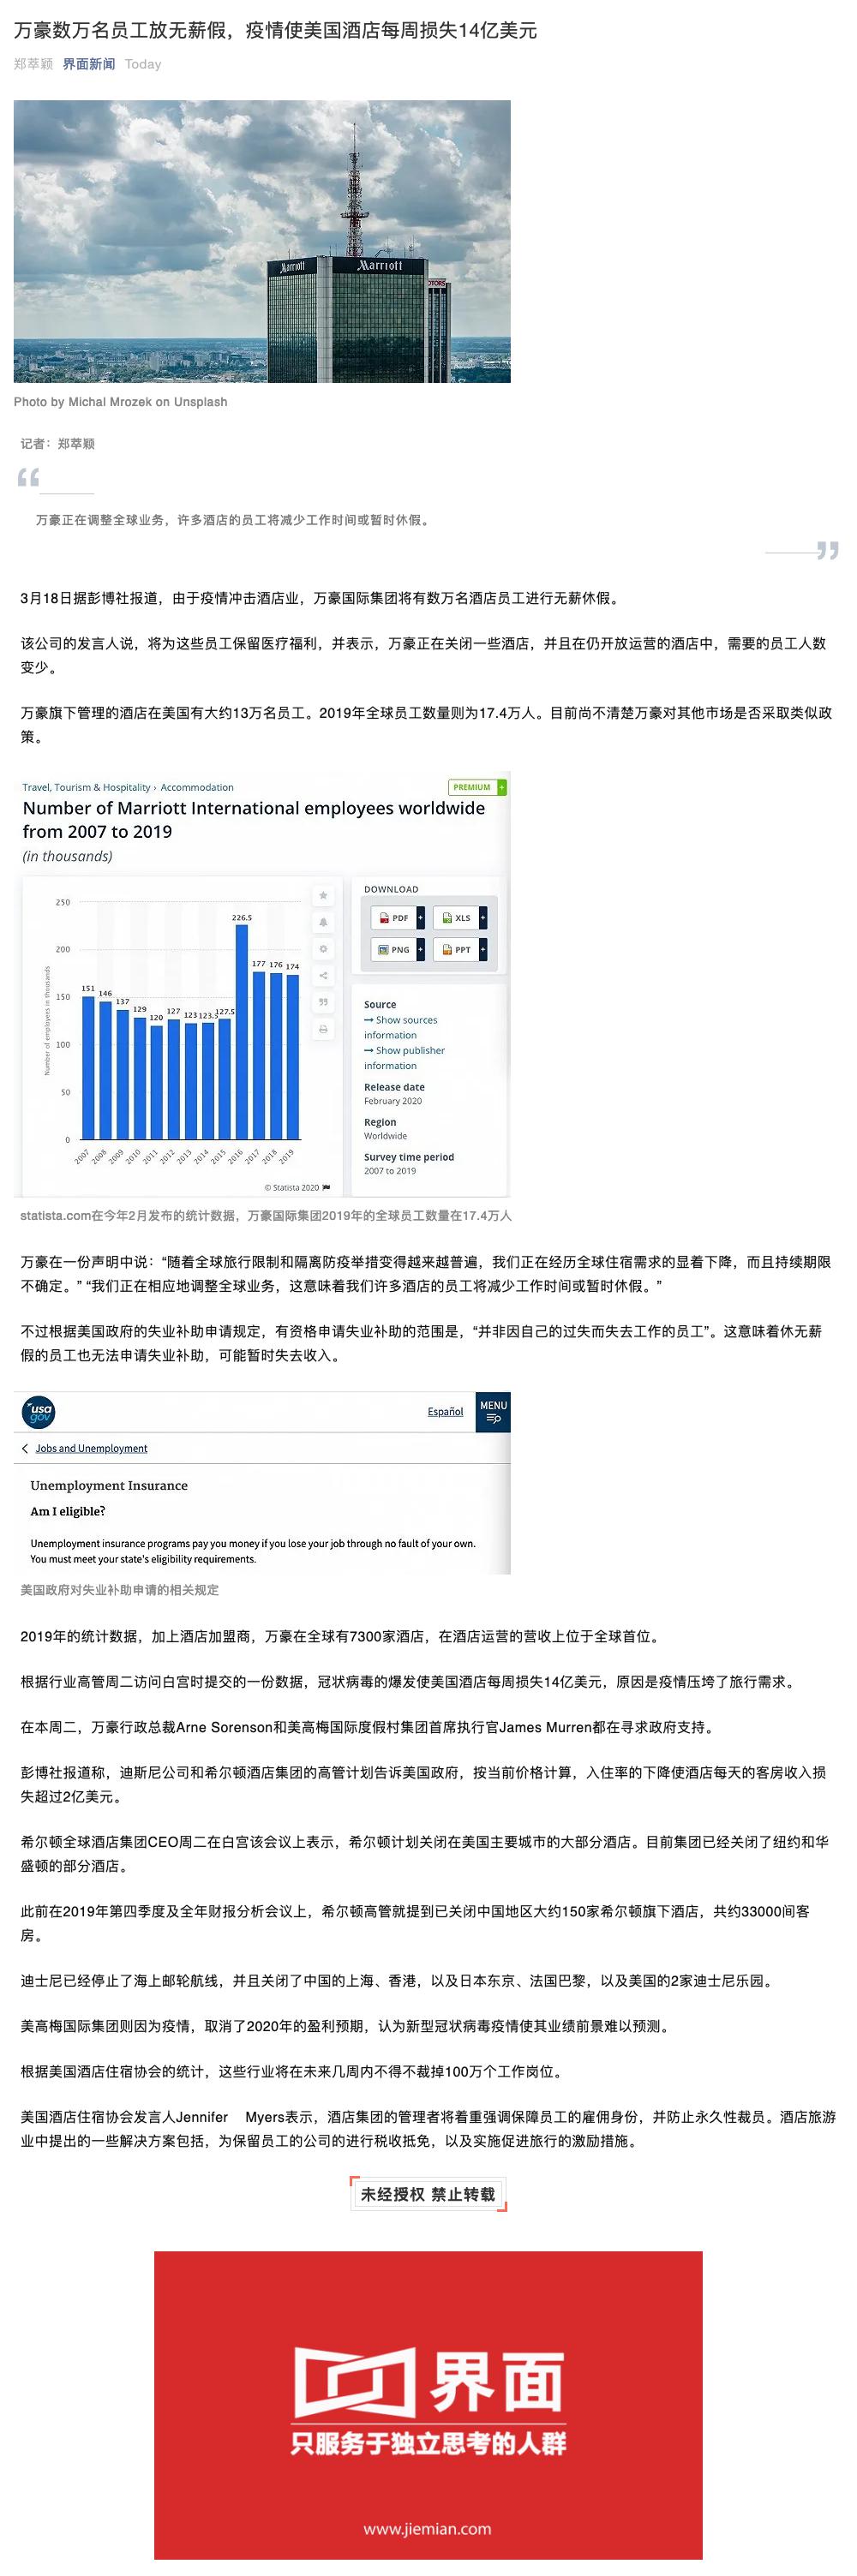 万豪数万名员工放无薪假，疫情使美国酒店每周损失14亿美元
郑萃颖 界面新闻 Today
Marriott
Marriott
OTORS
Photo by Michal Mrozek on Unsplash
记者：郑萃颖
“
万豪正在调整全球业务，许多酒店的员工将减少工作时间或暂时休假。
”
3月18日据彭博社报道，由于疫情冲击酒店业，万豪国际集团将有数万名酒店员工进行无薪休假。
该公司的发言人说，将为这些员工保留医疗福利，并表示，万豪正在关闭一些酒店，并且在仍开放运营的酒店中，需要的员工人数
变少。
万豪旗下管理的酒店在美国有大约13万名员工。2019年全球员工数量则为17.4万人。目前尚不清楚万豪对其他市场是否采取类似政
策。
Travel, Tourism & Hospitality › Accommodation
PREMIUM +
Number of Marriott International employees worldwide
from 2007 to 2019
(in thousands)
Number of employees in thousands
250
200
150
100
50
0
151
146
137
129
120
127
123
123.5
127.5
226.5
177
176
174
2007
2008
2009
2010
2011
2012
2013
2014
2015
2016
2017
2018
2019
© Statista 2020
DOWNLOAD
PDF + XLS +
PNG + PPT +
Source
→ Show sources
information
→ Show publisher
information
Release date
February 2020
Region
Worldwide
Survey time period
2007 to 2019
statista.com在今年2月发布的统计数据，万豪国际集团2019年的全球员工数量在17.4万人
万豪在一份声明中说：“随着全球旅行限制和隔离防疫举措变得越来越普遍，我们正在经历全球住宿需求的显着下降，而且持续期限
不确定。” “我们正在相应地调整全球业务，这意味着我们许多酒店的员工将减少工作时间或暂时休假。”
不过根据美国政府的失业补助申请规定，有资格申请失业补助的范围是，“并非因自己的过失而失去工作的员工”。这意味着休无薪
假的员工也无法申请失业补助，可能暂时失去收入。
usa
gov
Español
MENU
Jobs and Unemployment
Unemployment Insurance
Am I eligible?
Unemployment insurance programs pay you money if you lose your job through no fault of your own.
You must meet your state's eligibility requirements.
美国政府对失业补助申请的相关规定
2019年的统计数据，加上酒店加盟商，万豪在全球有7300家酒店，在酒店运营的营收上位于全球首位。
根据行业高管周二访问白宫时提交的一份数据，冠状病毒的爆发使美国酒店每周损失14亿美元，原因是疫情压垮了旅行需求。
在本周二，万豪行政总裁Arne Sorenson和美高梅国际度假村集团首席执行官James Murren都在寻求政府支持。
彭博社报道称，迪斯尼公司和希尔顿酒店集团的高管计划告诉美国政府，按当前价格计算，入住率的下降使酒店每天的客房收入损
失超过2亿美元。
希尔顿全球酒店集团CEO周二在白宫该会议上表示，希尔顿计划关闭在美国主要城市的大部分酒店。目前集团已经关闭了纽约和华
盛顿的部分酒店。
此前在2019年第四季度及全年财报分析会议上，希尔顿高管就提到已关闭中国地区大约150家希尔顿旗下酒店，共约33000间客
房。
迪士尼已经停止了海上邮轮航线，并且关闭了中国的上海、香港，以及日本东京、法国巴黎，以及美国的2家迪士尼乐园。
美高梅国际集团则因为疫情，取消了2020年的盈利预期，认为新型冠状病毒疫情使其业绩前景难以预测。
根据美国酒店住宿协会的统计，这些行业将在未来几周内不得不裁掉100万个工作岗位。
美国酒店住宿协会发言人Jennifer Myers表示，酒店集团的管理者将着重强调保障员工的雇佣身份，并防止永久性裁员。酒店旅游
业中提出的一些解决方案包括，为保留员工的公司的进行税收抵免，以及实施促进旅行的激励措施。
未经授权 禁止转载
界面
只服务于独立思考的人群
www.jiemian.com